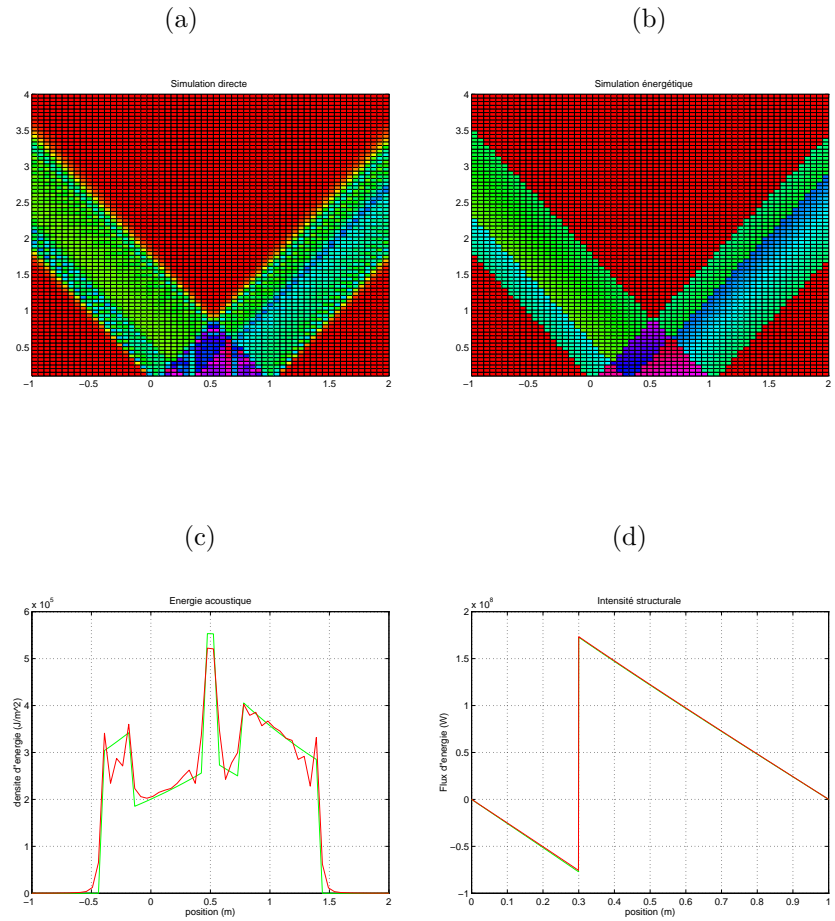 (a)
(b)
Simulation directe
4
3.5
3
2.5
2
1.5
1
0.5
−1 −0.5 0 0.5 1 1.5 2
Simulation énergétique
4
3.5
3
2.5
2
1.5
1
0.5
−1 −0.5 0 0.5 1 1.5 2
(c)
(d)
Energie acoustique
x 10^5
6
5
4
3
2
1
0
densite d"energie (J/m^2)
−1 −0.5 0 0.5 1 1.5 2
position (m)
Intensité structurale
x 10^8
2
1.5
1
0.5
0
−0.5
−1
Flux d"energie (W)
0 0.1 0.2 0.3 0.4 0.5 0.6 0.7 0.8 0.9 1
position (m)